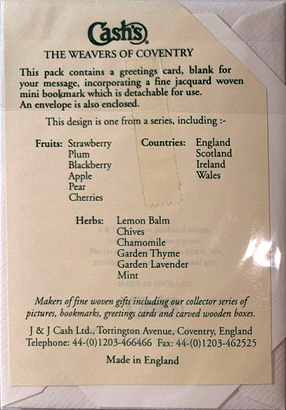 Cash's
THE WEAVERS OF COVENTRY
This pack contains a greetings card, blank for
your message, incorporating a fine jacquard woven
mini bookmark which is detachable for use.
An envelope is also enclosed.
This design is one from a series, including :-
Fruits: Strawberry
Plum
Blackberry
Apple
Pear
Cherries
Countries: England
Scotland
Ireland
Wales
Herbs: Lemon Balm
Chives
Chamomile
Garden Thyme
Garden Lavender
Mint
Makers of fine woven gifts including our collector series of
pictures, bookmarks, greetings cards and carved wooden boxes.
J & J Cash Ltd., Torrington Avenue, Coventry, England
Telephone: 44-(0)1203-466466 Fax: 44-(0)1203-462525
Made in England